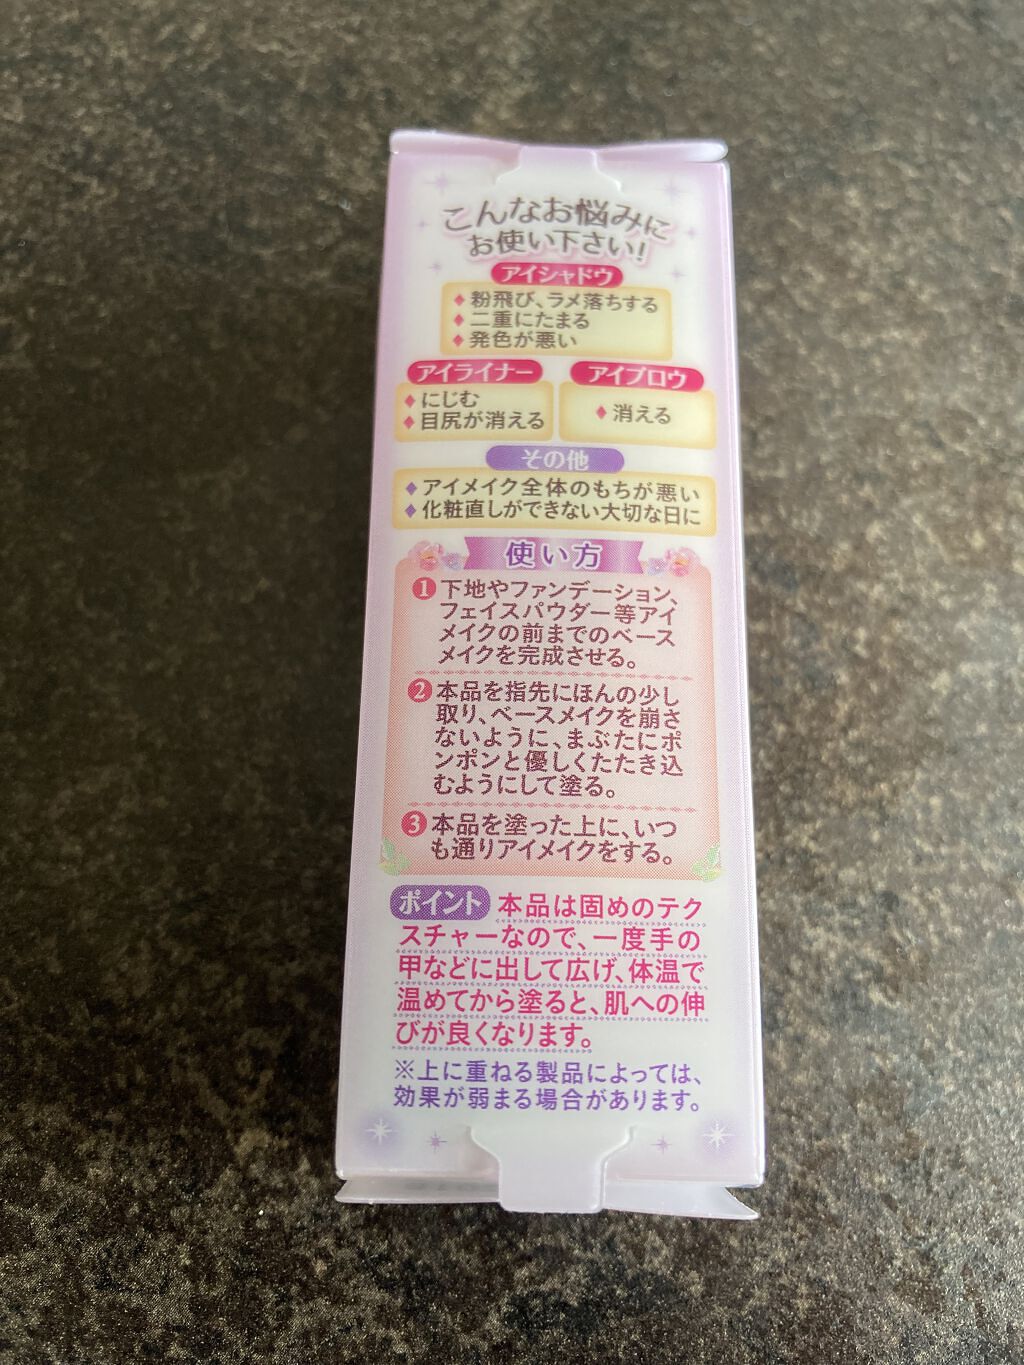 こんなお悩みに
お使い下さい!
アイシャドウ
♦粉飛び、ラメ落ちする
♦二重にたまる
♦発色が悪い
アイライナー
♦にじむ
♦目尻が消える
アイブロウ
♦消える
その他
♦アイメイク全体のもちが悪い
♦化粧直しができない大切な日に
使い方
❶下地やファンデーション、
フェイスパウダー等アイ
メイクの前までのベース
メイクを完成させる。
❷本品を指先にほんの少し
取り、ベースメイクを崩さ
ないように、まぶたにポ
ンポンと優しくたたき込
むようにして塗る。
❸本品を塗った上に、いつ
も通りアイメイクをする。
ポイント 本品は固めのテク
スチャーなので、一度手の
甲などに出して広げ、体温で
温めてから塗ると、肌への伸
びが良くなります。
※上に重ねる製品によっては、
効果が弱まる場合があります。